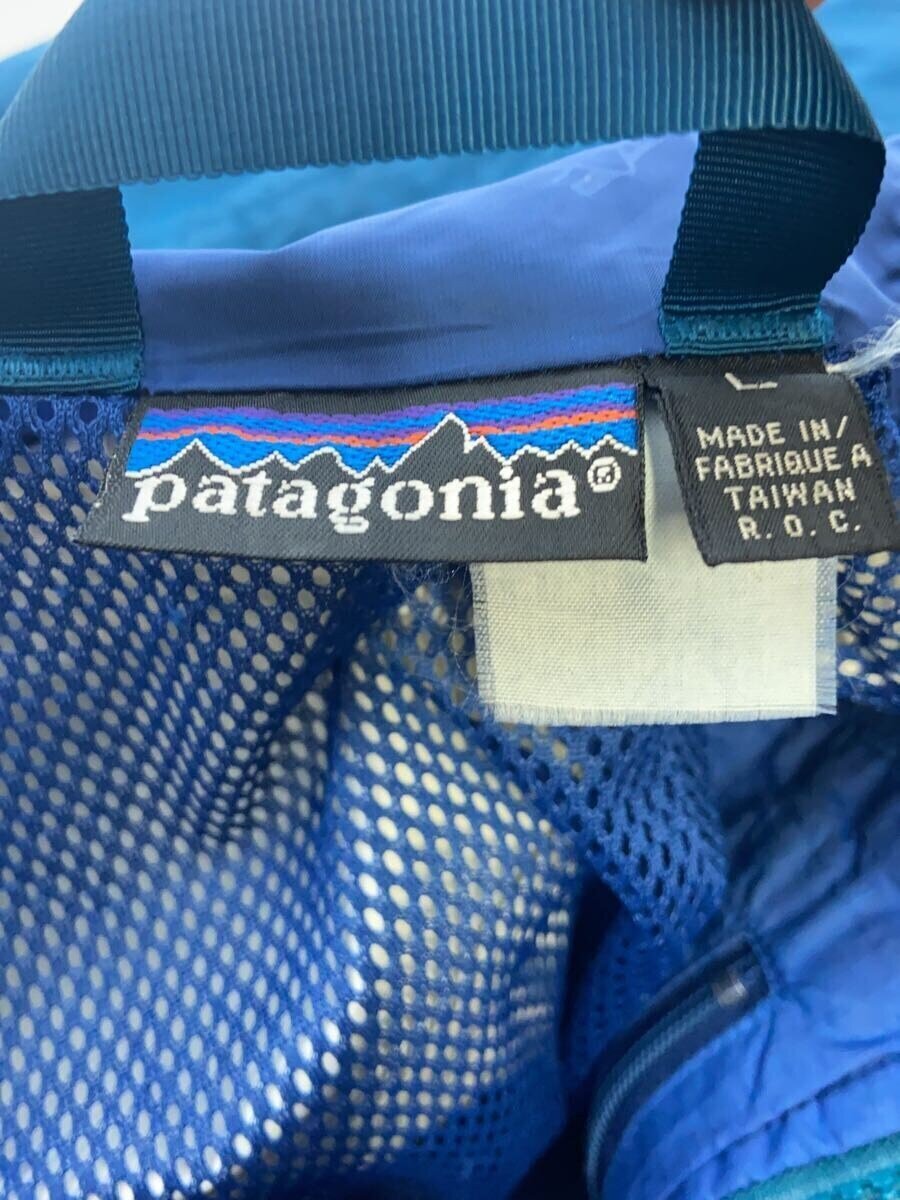 patagonia®
L
MADE IN/
FABRIQUE A
TAIWAN
R.O.C.